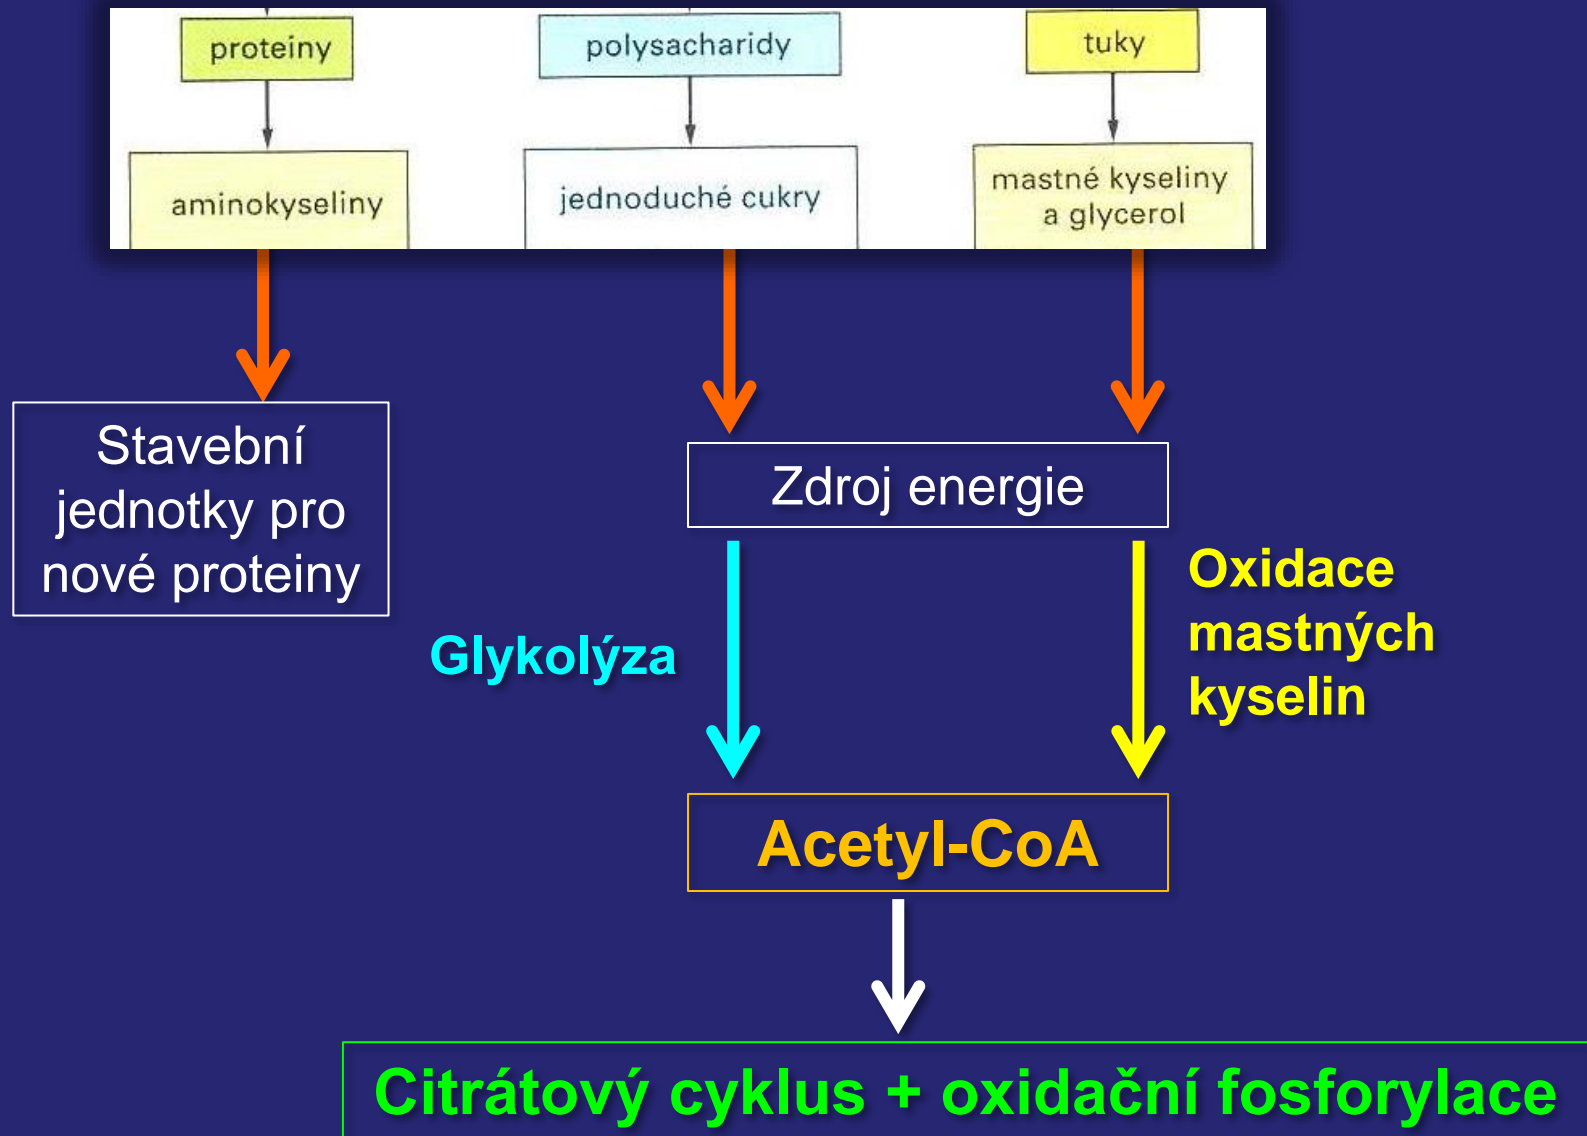 proteiny
polysacharidy
tuky
aminokyseliny
jednoduché cukry
mastné kyseliny
a glycerol
Stavební
jednotky pro
nové proteiny
Zdroj energie
Glykolýza
Oxidace
mastných
kyselin
Acetyl-CoA
Citrátový cyklus + oxidační fosforylace